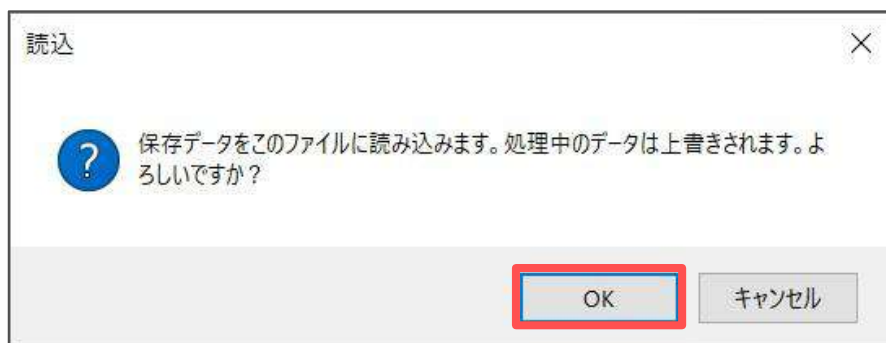 読込
保存データをこのファイルに読み込みます。処理中のデータは上書きされます。よ
ろしいですか？
OK
キャンセル